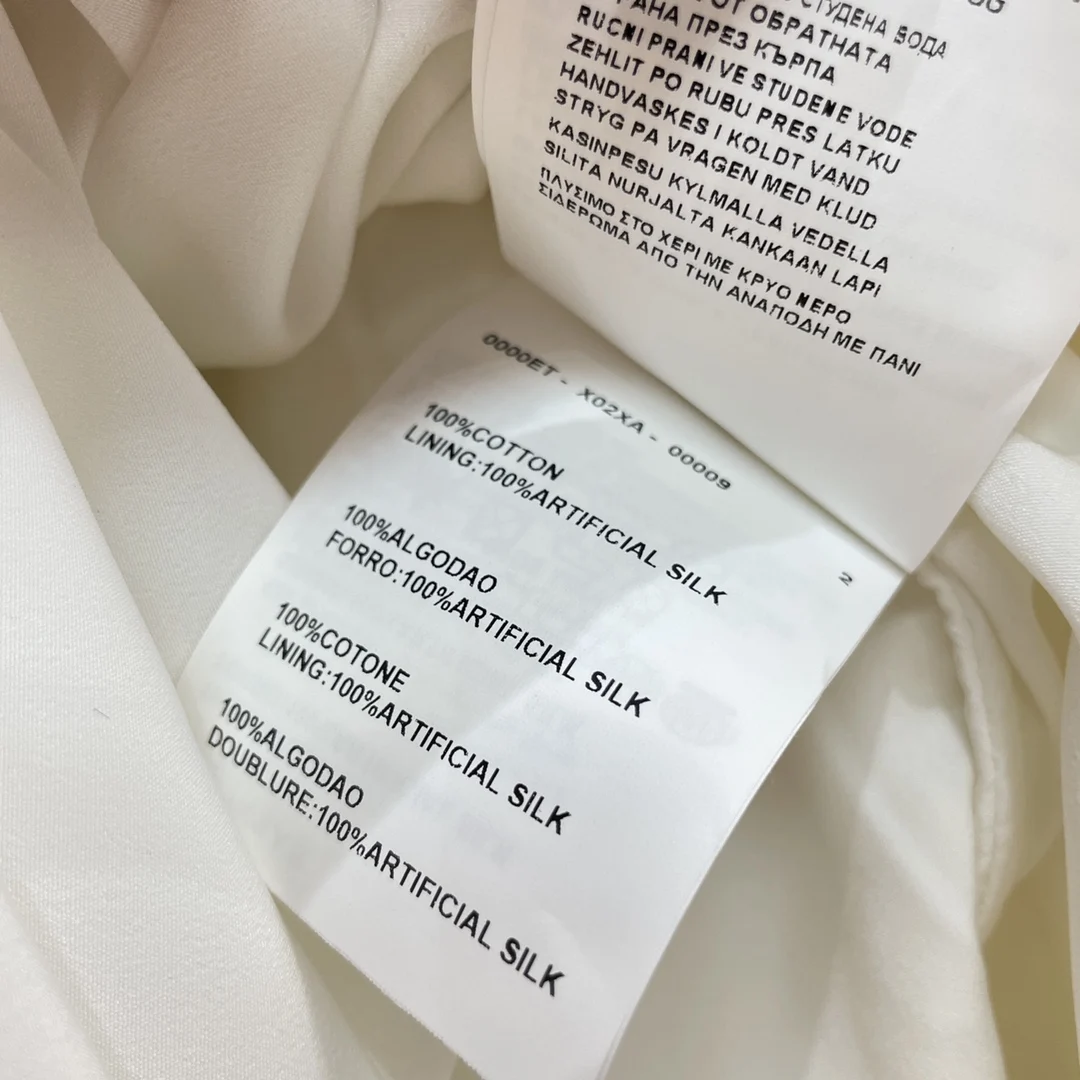 СТУДЕНА ВОДА
ОТ ОБРАТНАТА
ПРЕЗ КЪРПА
RUCNI PRANI VE STUDENE VODE
ZEHLIT PO RUBU PRES LATKU
HANDVASKES I KOLDT VAND
STRYG PA VRAGEN MED KLUD
KASINPESU KYLMALLA VEDELLA
SILITA NURJALTA KANKAAN LAPI
ΠΛΥΣΙΜΟ ΣΤΟ ΧΕΡΙ ΜΕ ΚΡΥΟ ΝΕΡΟ
ΣΙΔΕΡΩΜΑ ΑΠΟ ΤΗΝ ΑΝΑΠΟΔΗ ΜΕ ΠΑΝΙ
0000ET - X02XA - 00009
2
100%COTTON
LINING:100%ARTIFICIAL SILK
100%ALGODAO
FORRO:100%ARTIFICIAL SILK
100%COTONE
LINING:100%ARTIFICIAL SILK
100%ALGODAO
DOUBLURE:100%ARTIFICIAL SILK